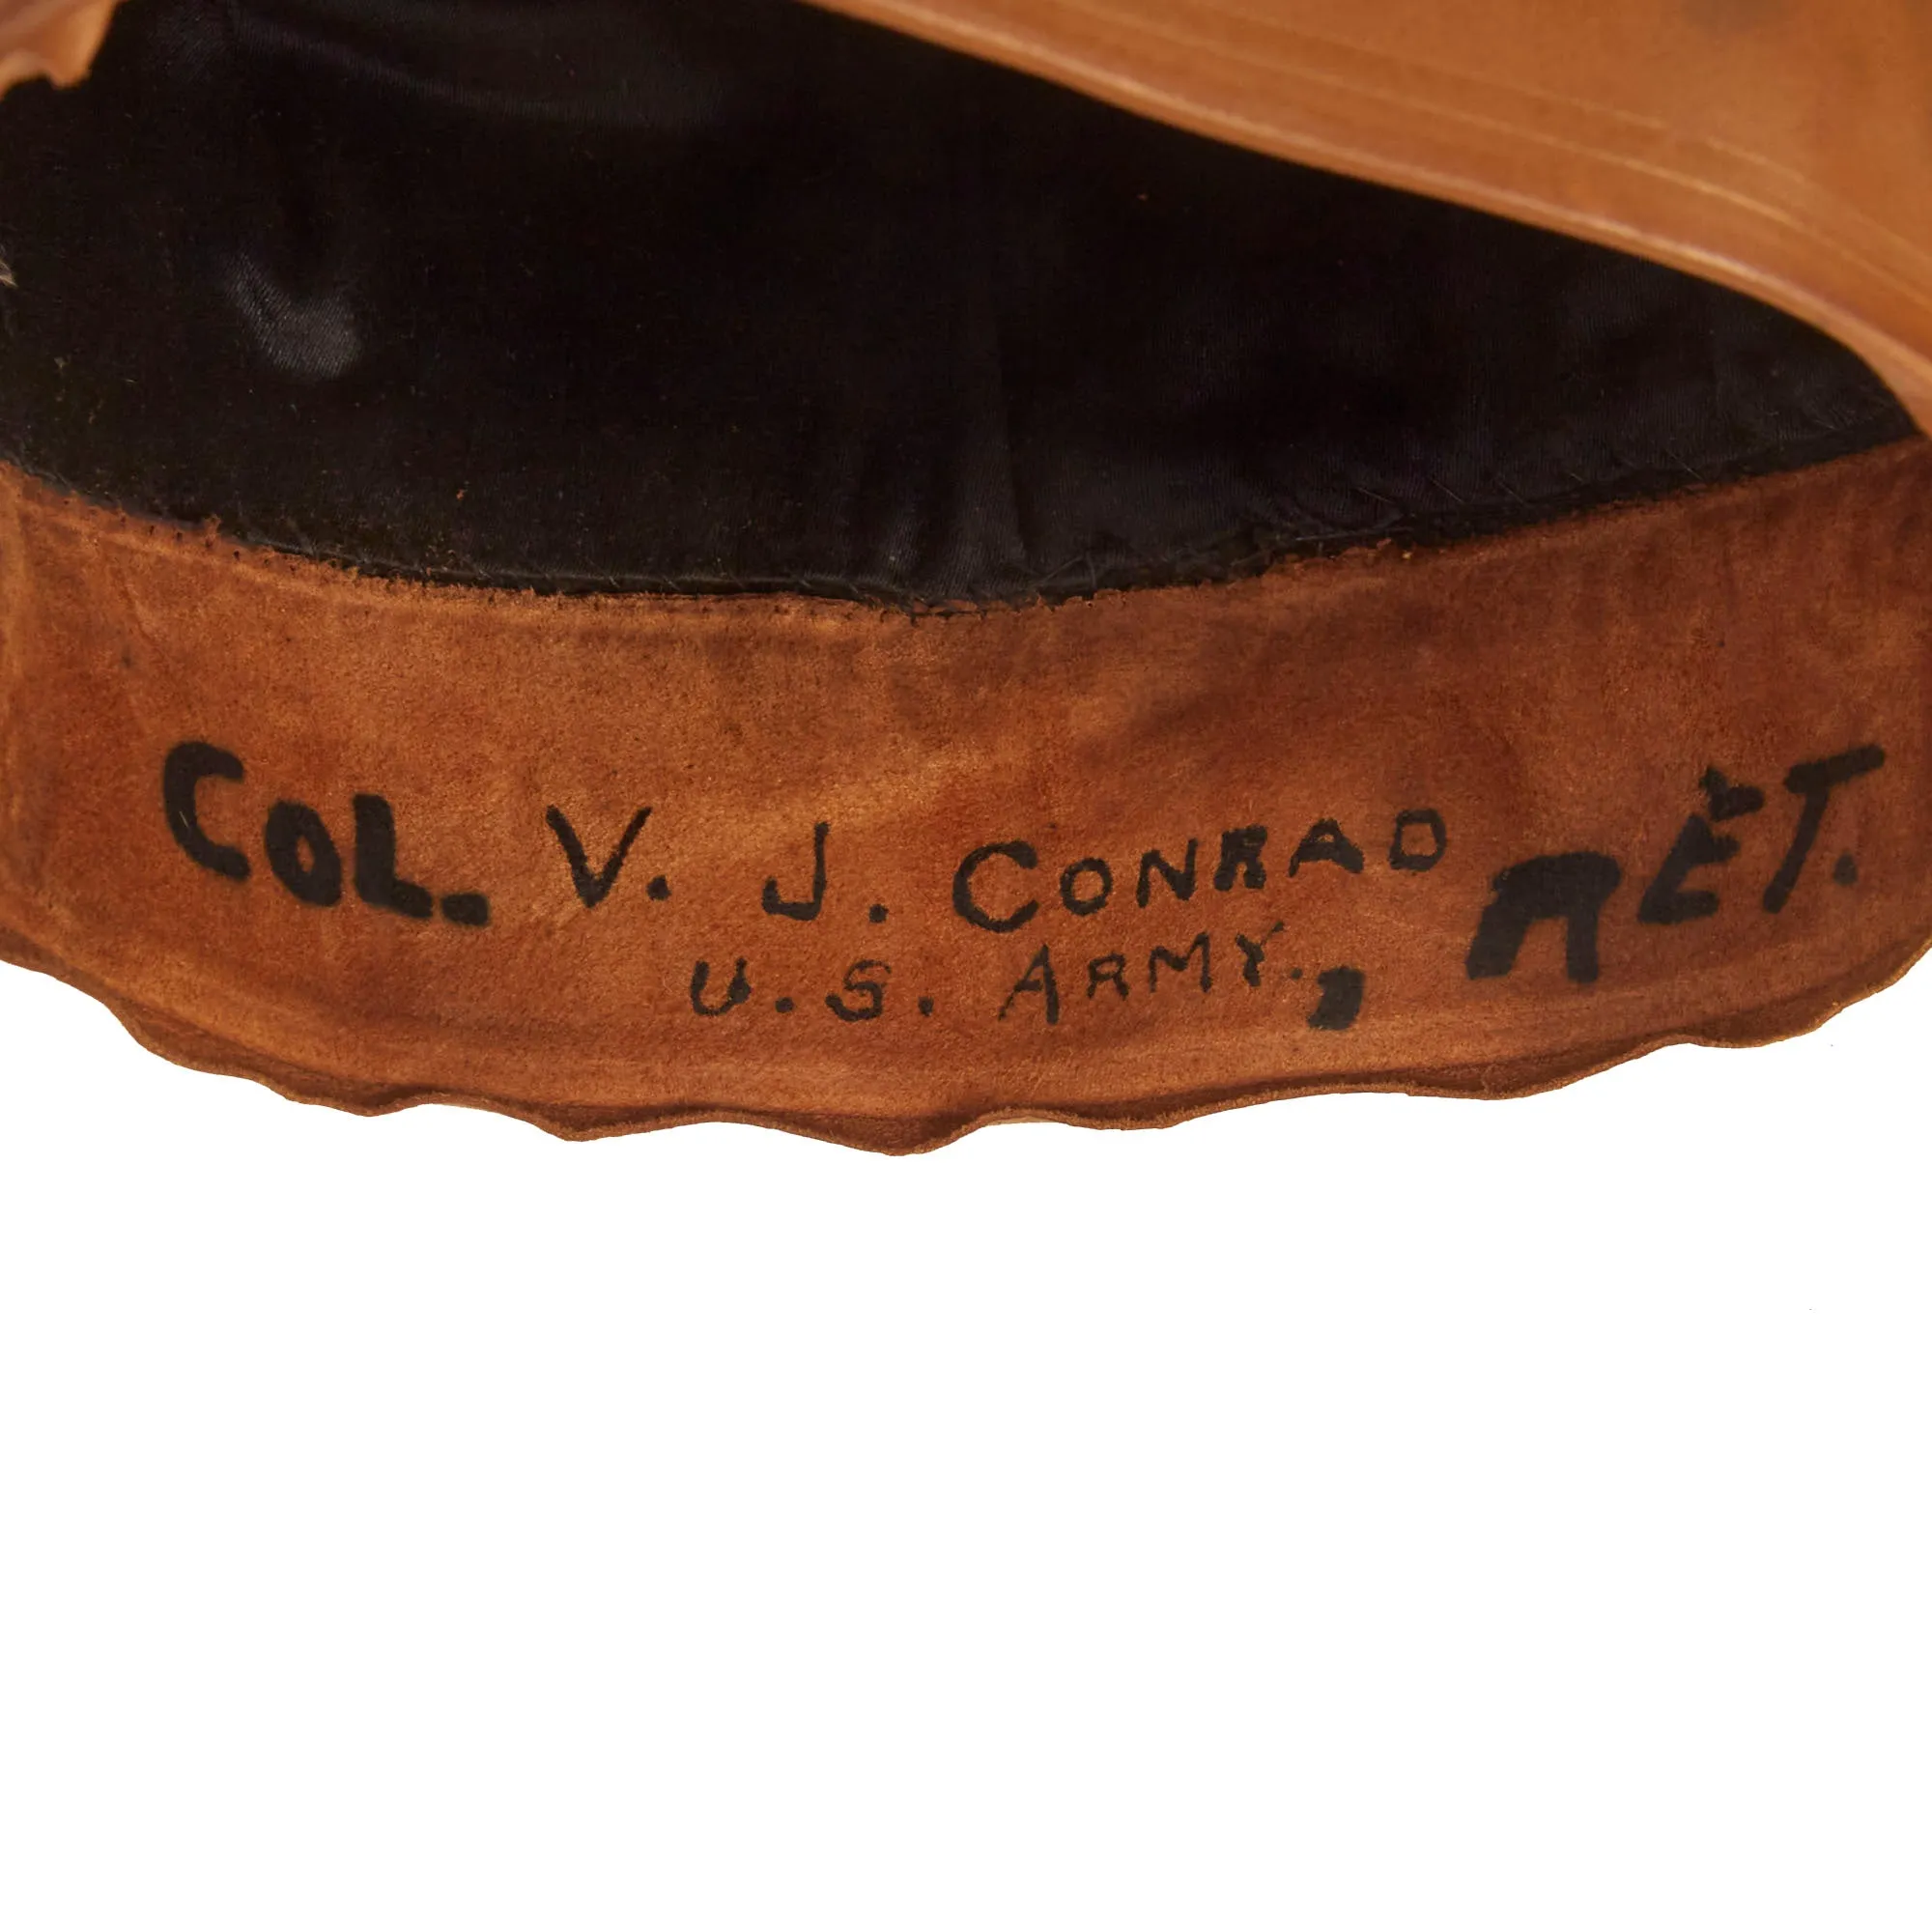 COL. V. J. CONRAD
U. S. ARMY., RET.